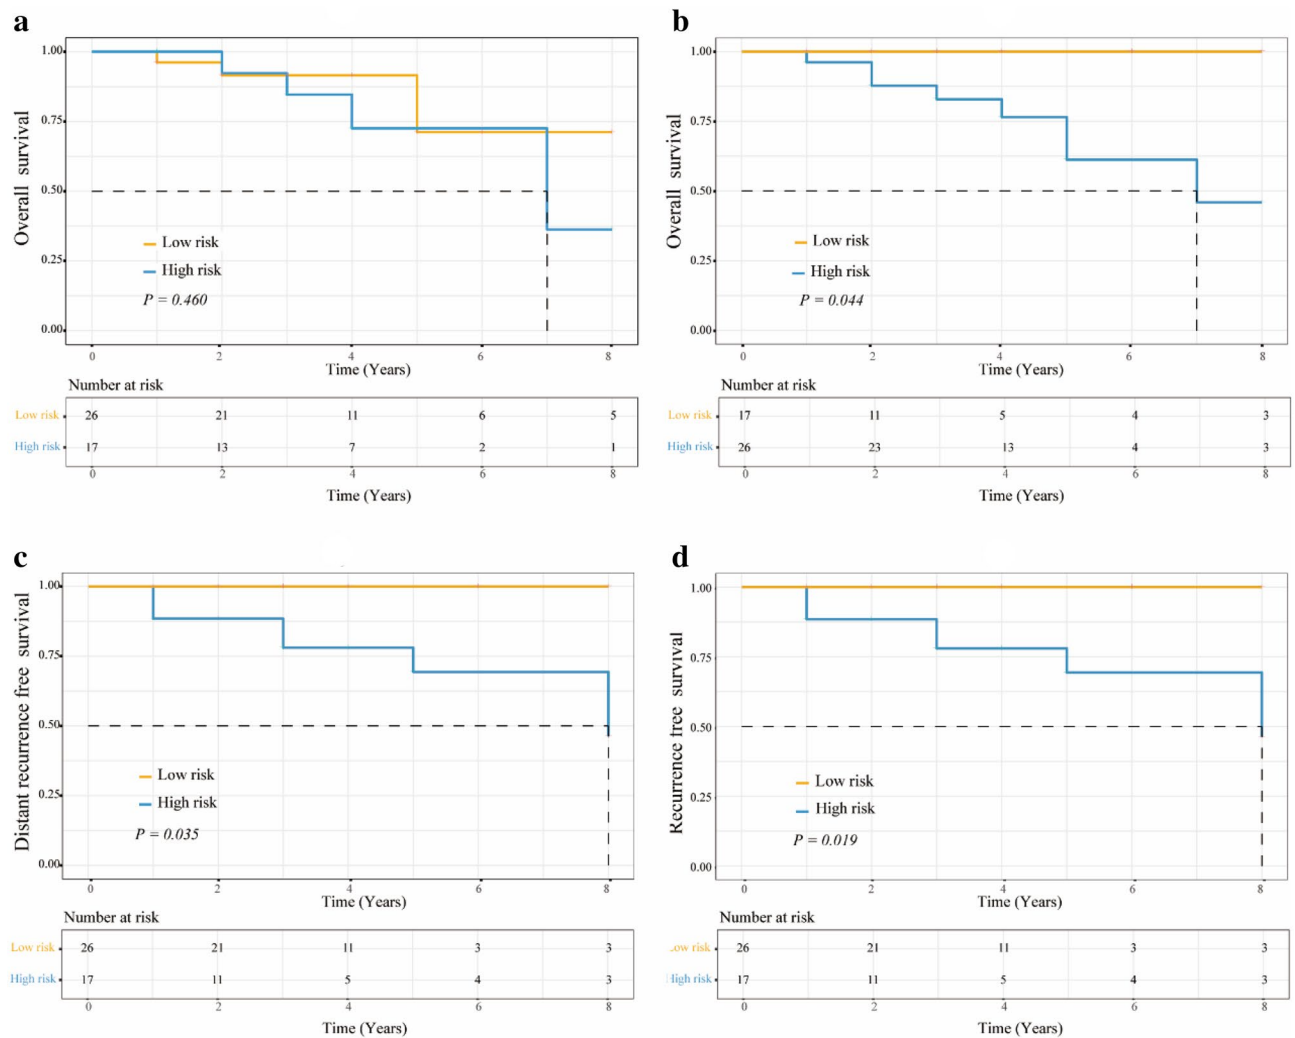 a
1.00
0.75
0.50
0.25
0.00
Overall survival
Low risk
High risk
P = 0.460
0 2 4 6 8
Time (Years)
Number at risk
Low risk 26 21 11 6 5
High risk 17 13 7 2 1
0 2 4 6 8
Time (Years)
b
1.00
0.75
0.50
0.25
0.00
Overall survival
Low risk
High risk
P = 0.044
0 2 4 6 8
Time (Years)
Number at risk
Low risk 17 11 5 4 3
High risk 26 23 13 4 3
0 2 4 6 8
Time (Years)
c
1.00
0.75
0.50
0.25
0.00
Distant recurrence free survival
Low risk
High risk
P = 0.035
0 2 4 6 8
Time (Years)
Number at risk
Low risk 26 21 11 3 3
High risk 17 11 5 4 3
0 2 4 6 8
Time (Years)
d
1.00
0.75
0.50
0.25
0.00
Recurrence free survival
Low risk
High risk
P = 0.019
0 2 4 6 8
Time (Years)
Number at risk
Low risk 26 21 11 3 3
High risk 17 11 5 4 3
0 2 4 6 8
Time (Years)